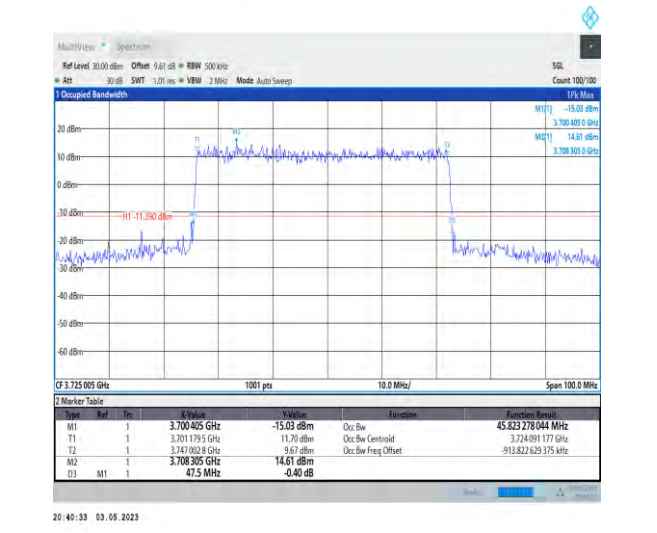 MultiView Spectrum
Ref Level 30.00 dBm Offset 9.61 dB RBW 500 kHz SGL
Att 30 dB SWT 1.01 ms VBW 2 MHz Mode Auto Sweep Count 100/100
1 Occupied Bandwidth 1Pk Max
M1[1] -15.03 dBm
3.700 405 0 GHz
M2[1] 14.61 dBm
3.708 305 0 GHz
20 dBm
10 dBm
0 dBm
-10 dBm
H1 -11.390 dBm
-20 dBm
-30 dBm
-40 dBm
-50 dBm
-60 dBm
CF 3.725 005 GHz 1001 pts 10.0 MHz/ Span 100.0 MHz
2 Marker Table
Type Ref Trc X-Value Y-Value Function Function Result
M1 1 3.700 405 GHz -15.03 dBm Occ Bw 45.823 278 044 MHz
T1 1 3.701 179 5 GHz 11.70 dBm Occ Bw Centroid 3.724 091 177 GHz
T2 1 3.747 002 8 GHz 9.67 dBm Occ Bw Freq Offset -913.822 629 375 kHz
M2 1 3.708 305 GHz 14.61 dBm
D3 M1 1 47.5 MHz -0.40 dB
20:40:33 03.05.2023